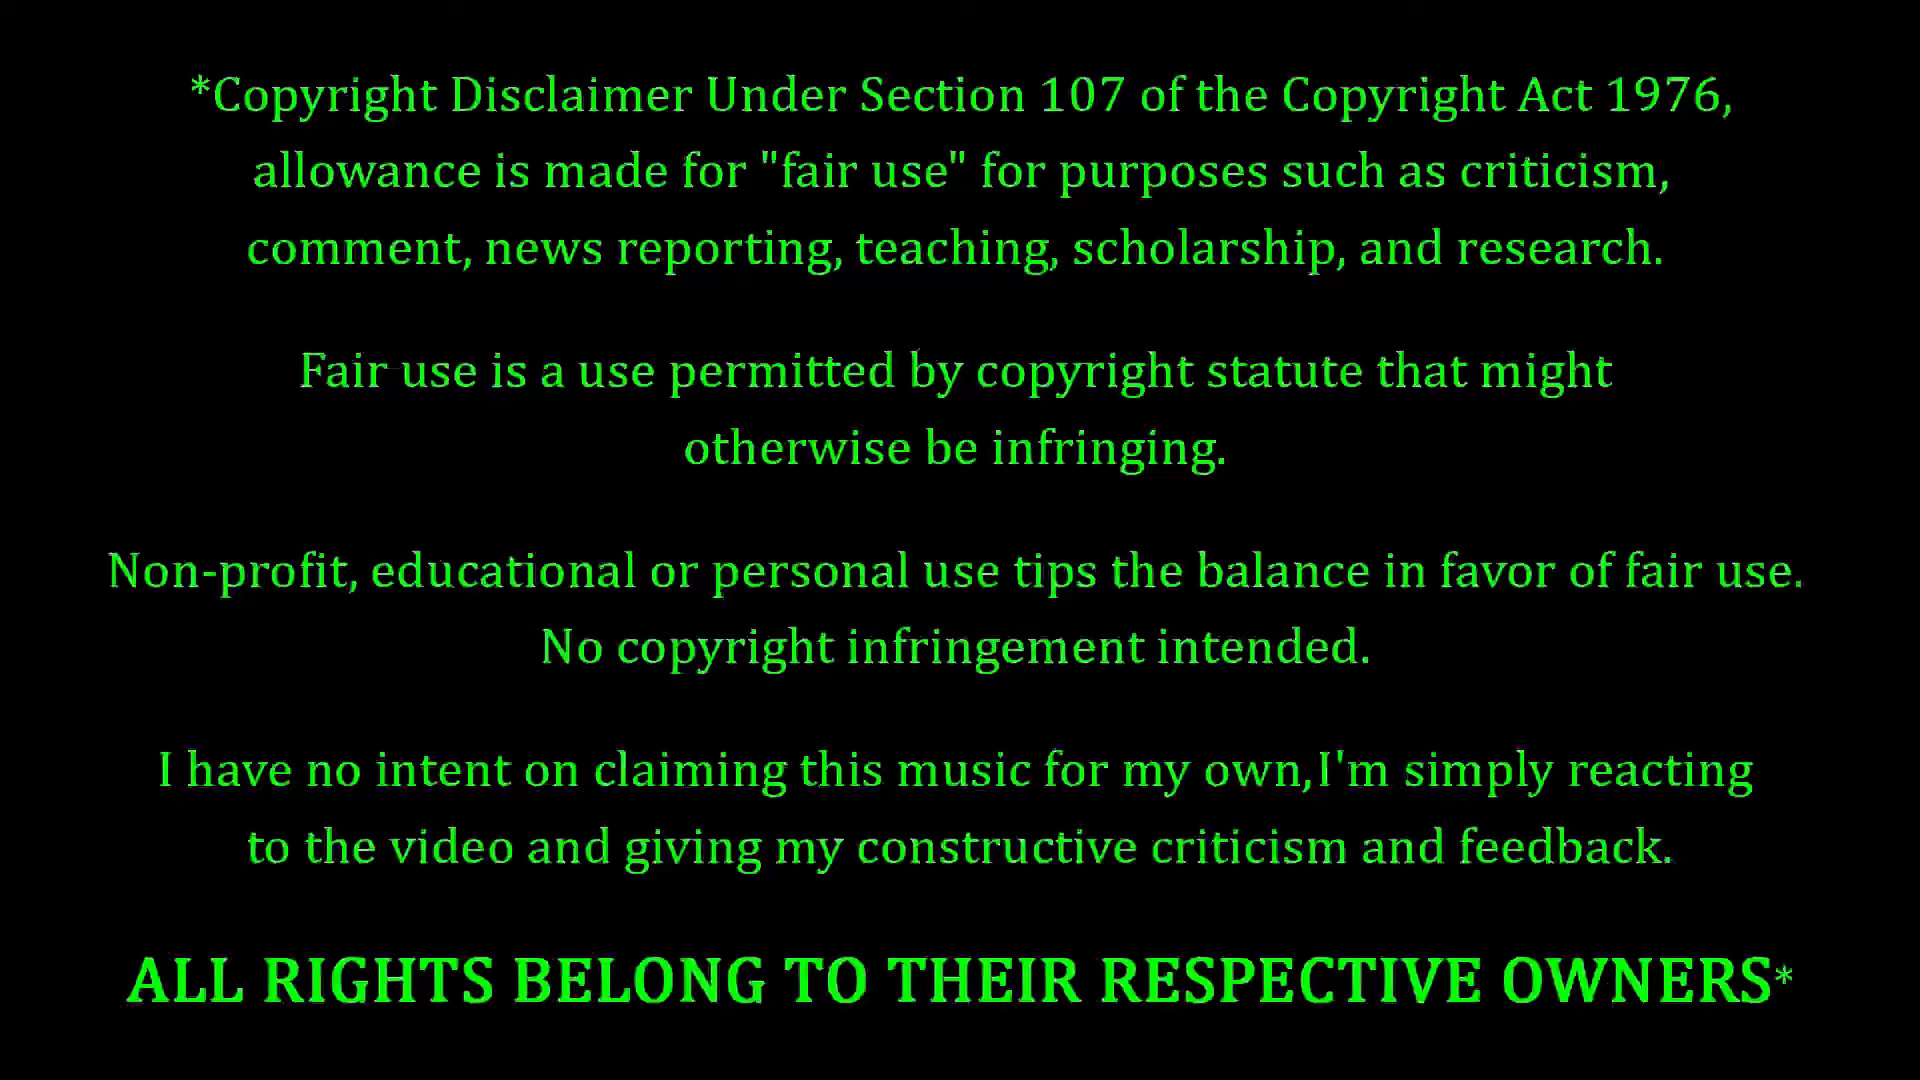 *Copyright Disclaimer Under Section 107 of the Copyright Act 1976,
allowance is made for "fair use" for purposes such as criticism,
comment, news reporting, teaching, scholarship, and research.
Fair use is a use permitted by copyright statute that might
otherwise be infringing.
Non-profit, educational or personal use tips the balance in favor of fair use.
No copyright infringement intended.
I have no intent on claiming this music for my own,I'm simply reacting
to the video and giving my constructive criticism and feedback.
ALL RIGHTS BELONG TO THEIR RESPECTIVE OWNERS*